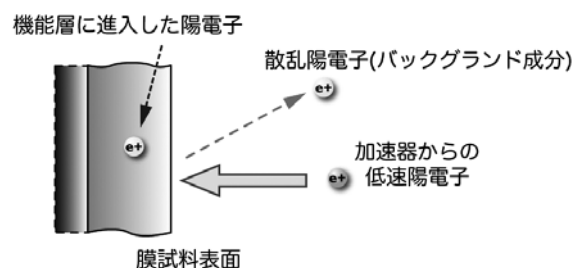 機能層に進入した陽電子
散乱陽電子(バックグランド成分)
e+
e+
加速器からの
e+
低速陽電子
膜試料表面